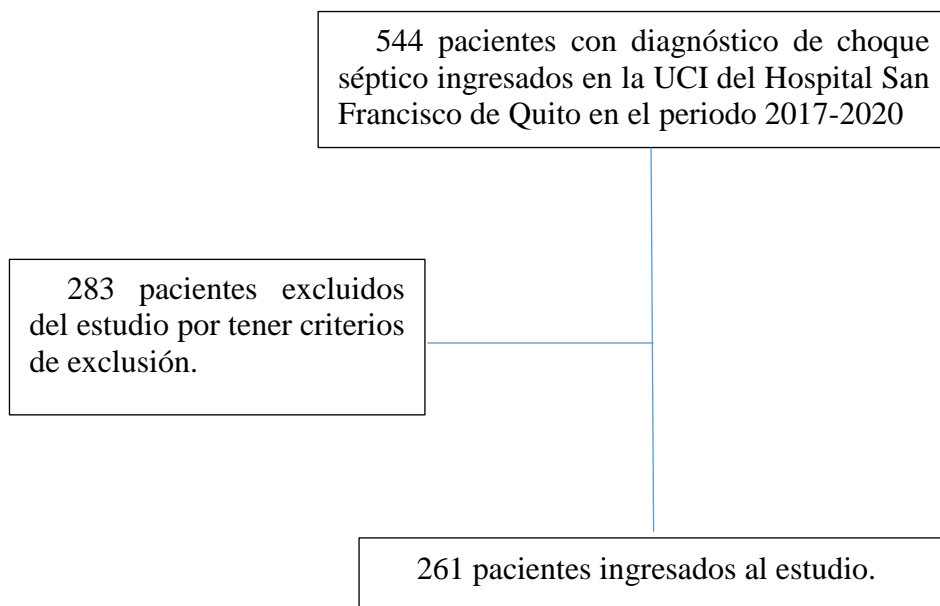 544 pacientes con diagnóstico de choque
séptico ingresados en la UCI del Hospital San
Francisco de Quito en el periodo 2017-2020
283 pacientes excluidos
del estudio por tener criterios
de exclusión.
261 pacientes ingresados al estudio.